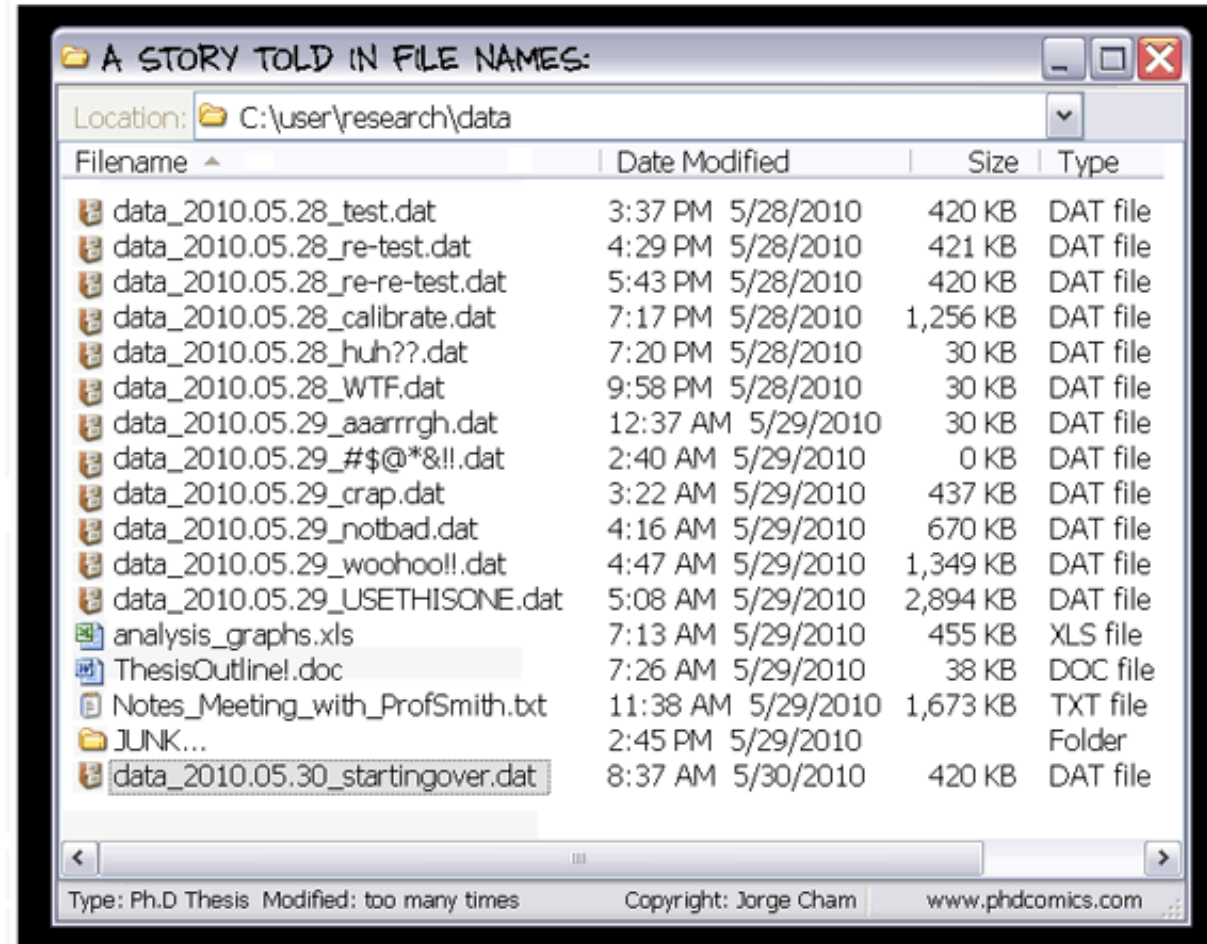 A STORY TOLD IN FILE NAMES:
Location: C:\user\research\data
Filename Date Modified Size Type
data_2010.05.28_test.dat 3:37 PM 5/28/2010 420 KB DAT file
data_2010.05.28_re-test.dat 4:29 PM 5/28/2010 421 KB DAT file
data_2010.05.28_re-re-test.dat 5:43 PM 5/28/2010 420 KB DAT file
data_2010.05.28_calibrate.dat 7:17 PM 5/28/2010 1,256 KB DAT file
data_2010.05.28_huh??.dat 7:20 PM 5/28/2010 30 KB DAT file
data_2010.05.28_WTF.dat 9:58 PM 5/28/2010 30 KB DAT file
data_2010.05.29_aaarrrgh.dat 12:37 AM 5/29/2010 30 KB DAT file
data_2010.05.29_#$@*&!!.dat 2:40 AM 5/29/2010 0 KB DAT file
data_2010.05.29_crap.dat 3:22 AM 5/29/2010 437 KB DAT file
data_2010.05.29_notbad.dat 4:16 AM 5/29/2010 670 KB DAT file
data_2010.05.29_woohoo!!.dat 4:47 AM 5/29/2010 1,349 KB DAT file
data_2010.05.29_USETHISONE.dat 5:08 AM 5/29/2010 2,894 KB DAT file
analysis_graphs.xls 7:13 AM 5/29/2010 455 KB XLS file
ThesisOutline!.doc 7:26 AM 5/29/2010 38 KB DOC file
Notes_Meeting_with_ProfSmith.txt 11:38 AM 5/29/2010 1,673 KB TXT file
JUNK... 2:45 PM 5/29/2010 Folder
data_2010.05.30_startingover.dat 8:37 AM 5/30/2010 420 KB DAT file
Type: Ph.D Thesis Modified: too many times Copyright: Jorge Cham www.phdcomics.com